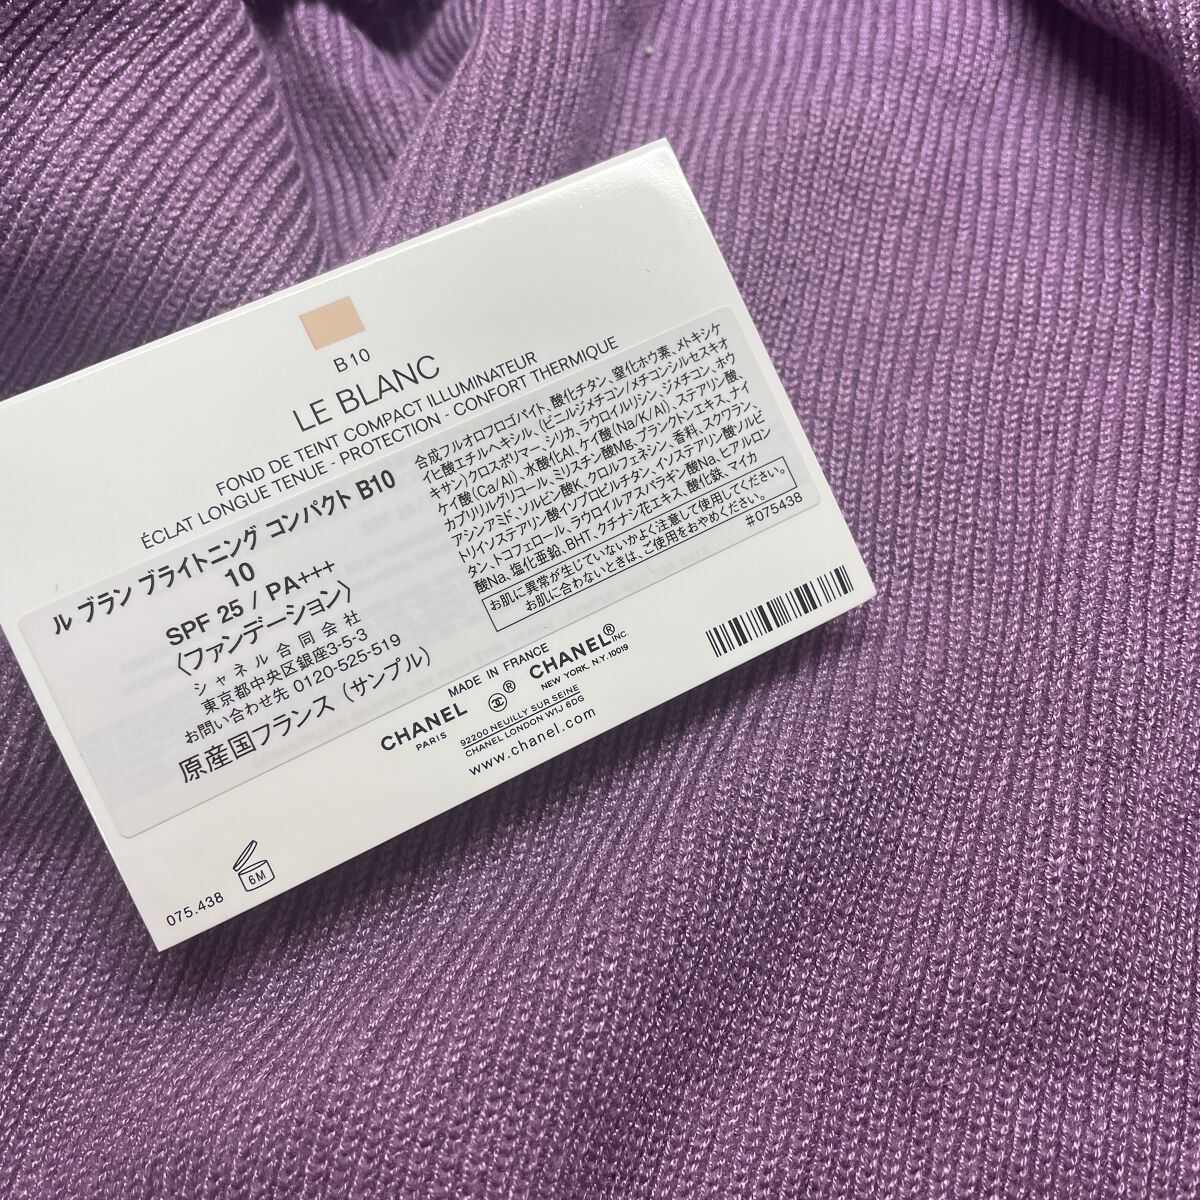 B10
LE BLANC
FOND DE TEINT COMPACT ILLUMINATEUR
ÉCLAT LONGUE TENUE - PROTECTION - CONFORT THERMIQUE
ル ブラン ブライトニング コンパクト B10
10
SPF 25 / PA+++
〈ファンデーション〉
シャネル合同会社
東京都中央区銀座3-5-3
お問い合わせ先 0120-525-519
原産国フランス（サンプル）
合成フルオロフロゴパイト、酸化チタン、窒化ホウ素、メトキシケ
イヒ酸エチルヘキシル、(ビニルジメチコン/メチコンシルセスキオ
キサン)クロスポリマー、シリカ、ラウロイルリシン、ジメチコン、ホウ
ケイ酸(Ca/Al)、水酸化Al、ケイ酸(Na/K/Al)、ステアリン酸
カプリリルグリコール、ミリスチン酸Mg、プランクトンエキス、ナイ
アシンアミド、ソルビン酸K、クロルフェネシン、香料、スクワラン、
トリイソステアリン酸イソプロピルチタン、イソステアリン酸ソルビ
タン、トコフェロール、ラウロイルアスパラギン酸Na、ヒアルロン
酸Na、塩化亜鉛、BHT、クチナシ花エキス、酸化鉄、マイカ
お肌に異常が生じていないかよく注意して使用してください。
お肌に合わないときは、ご使用をおやめください。
#075438
MADE IN FRANCE
CHANEL ® CHANEL® INC.
PARIS NEW YORK. N.Y. 10019
92200 NEUILLY SUR SEINE
CHANEL LONDON W1J 6DG
www.chanel.com
6M
075.438